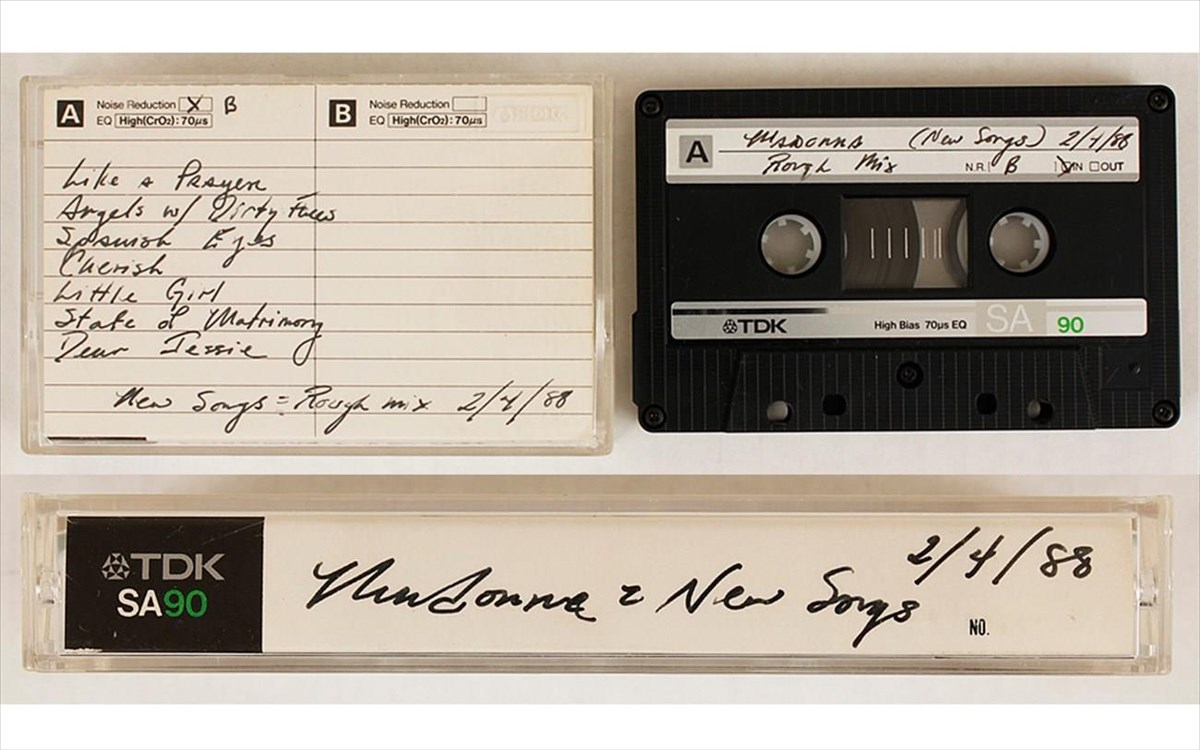 A Noise Reduction X B
EQ High(CrO2): 70µs
B Noise Reduction
EQ High(CrO2): 70µs
Like a Prayer
Angels w/ Dirty Faces
Spanish Eyes
Cherish
Little Girl
State of Matrimony
Dear Jessie
New Songs = Rough mix 2/4/88
A MADONNA (New Songs) 2/4/88
Rough Mix N.R. B IN OUT
TDK High Bias 70µs EQ SA 90
TDK
SA90
Madonna = New Songs 2/4/88
NO.